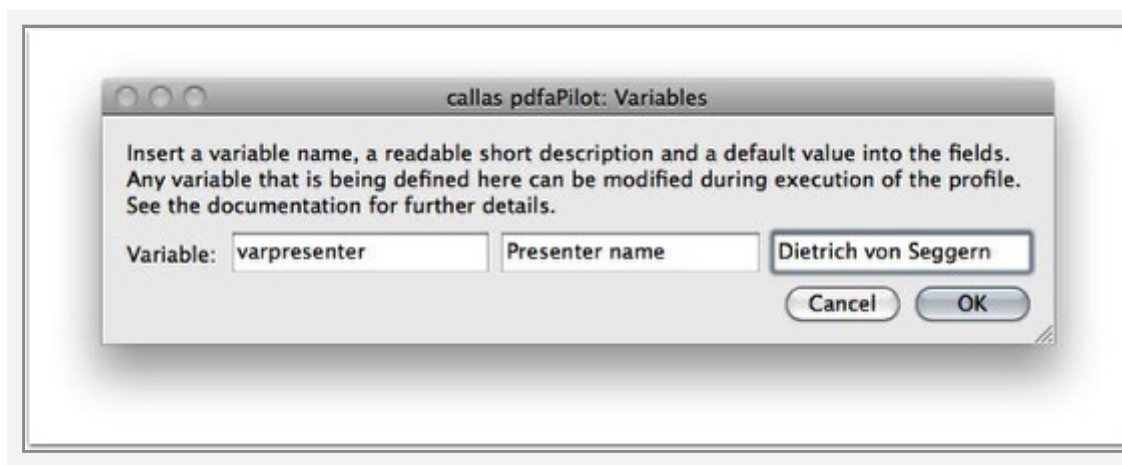 callas pdfaPilot: Variables
Insert a variable name, a readable short description and a default value into the fields.
Any variable that is being defined here can be modified during execution of the profile.
See the documentation for further details.
Variable: varpresenter Presenter name Dietrich von Seggern
Cancel OK